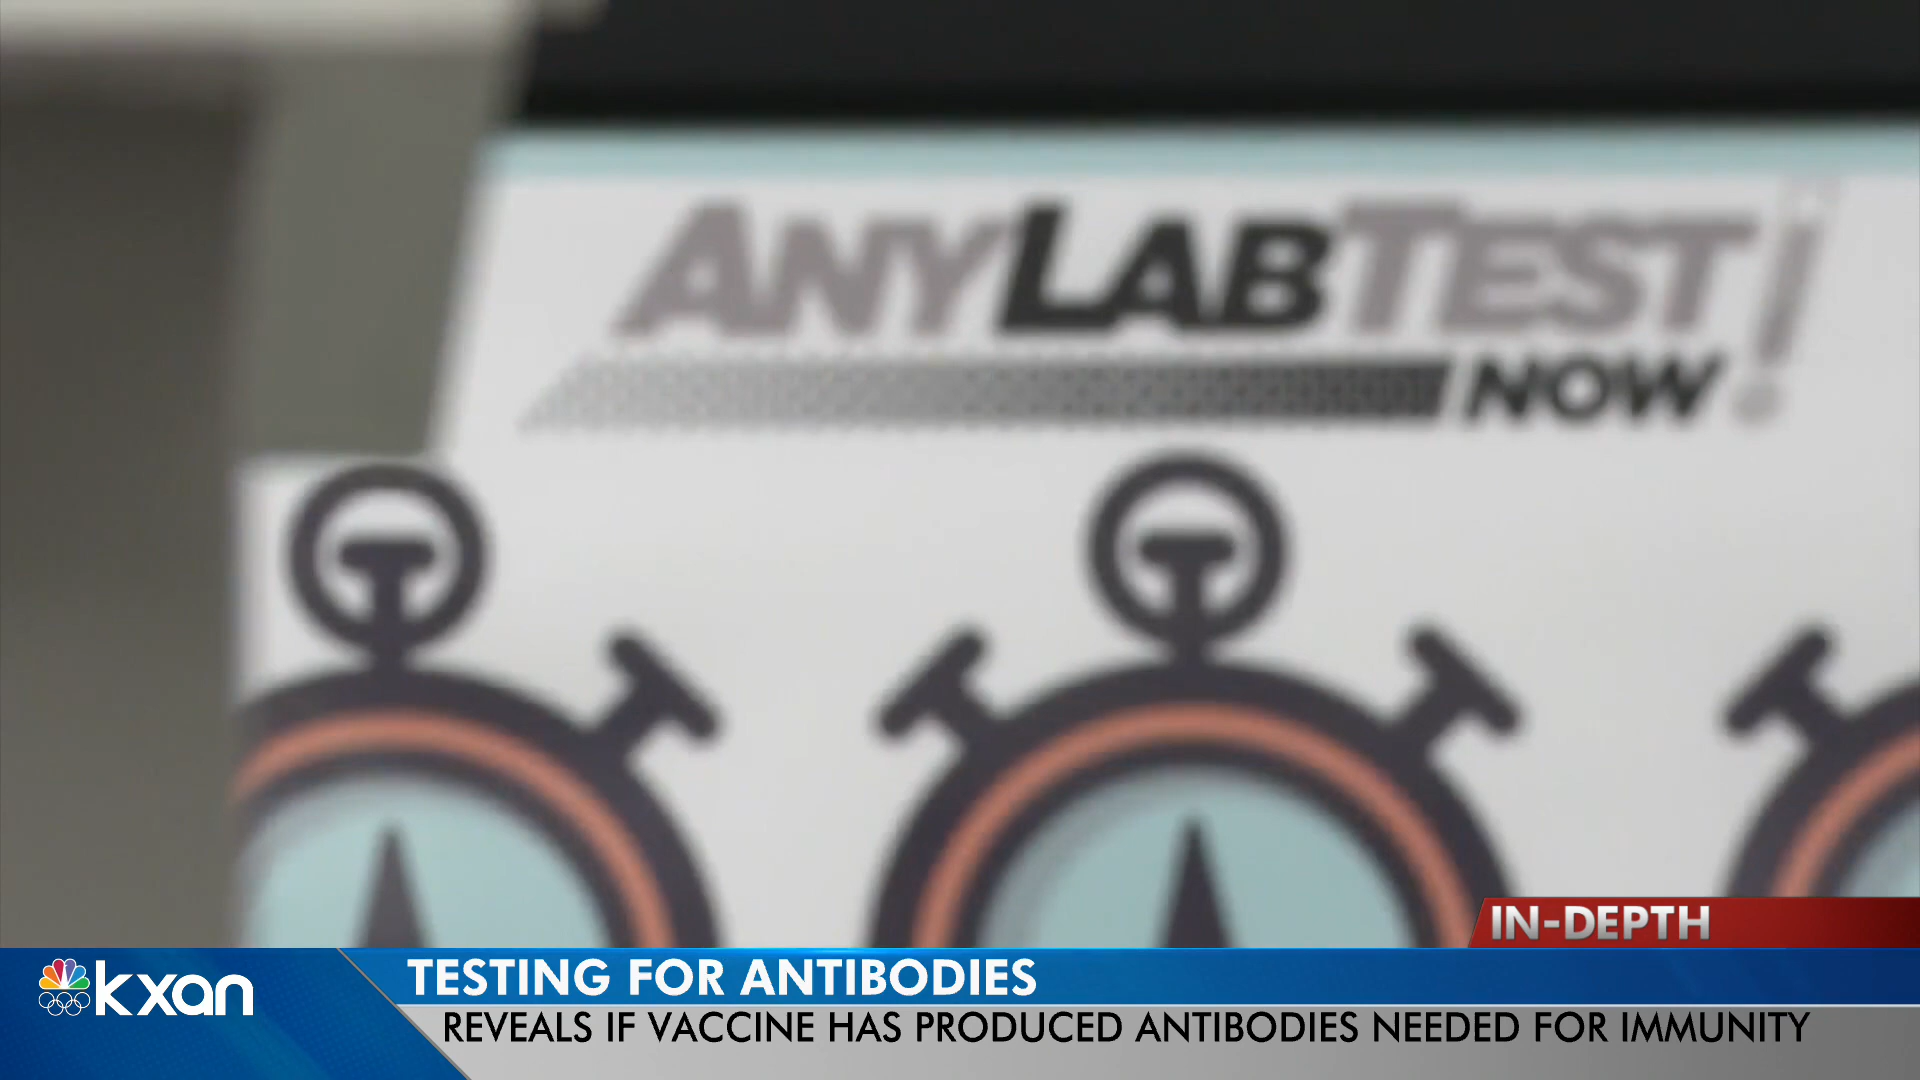 ANYLABTEST!
NOW
IN-DEPTH
kxan
TESTING FOR ANTIBODIES
REVEALS IF VACCINE HAS PRODUCED ANTIBODIES NEEDED FOR IMMUNITY